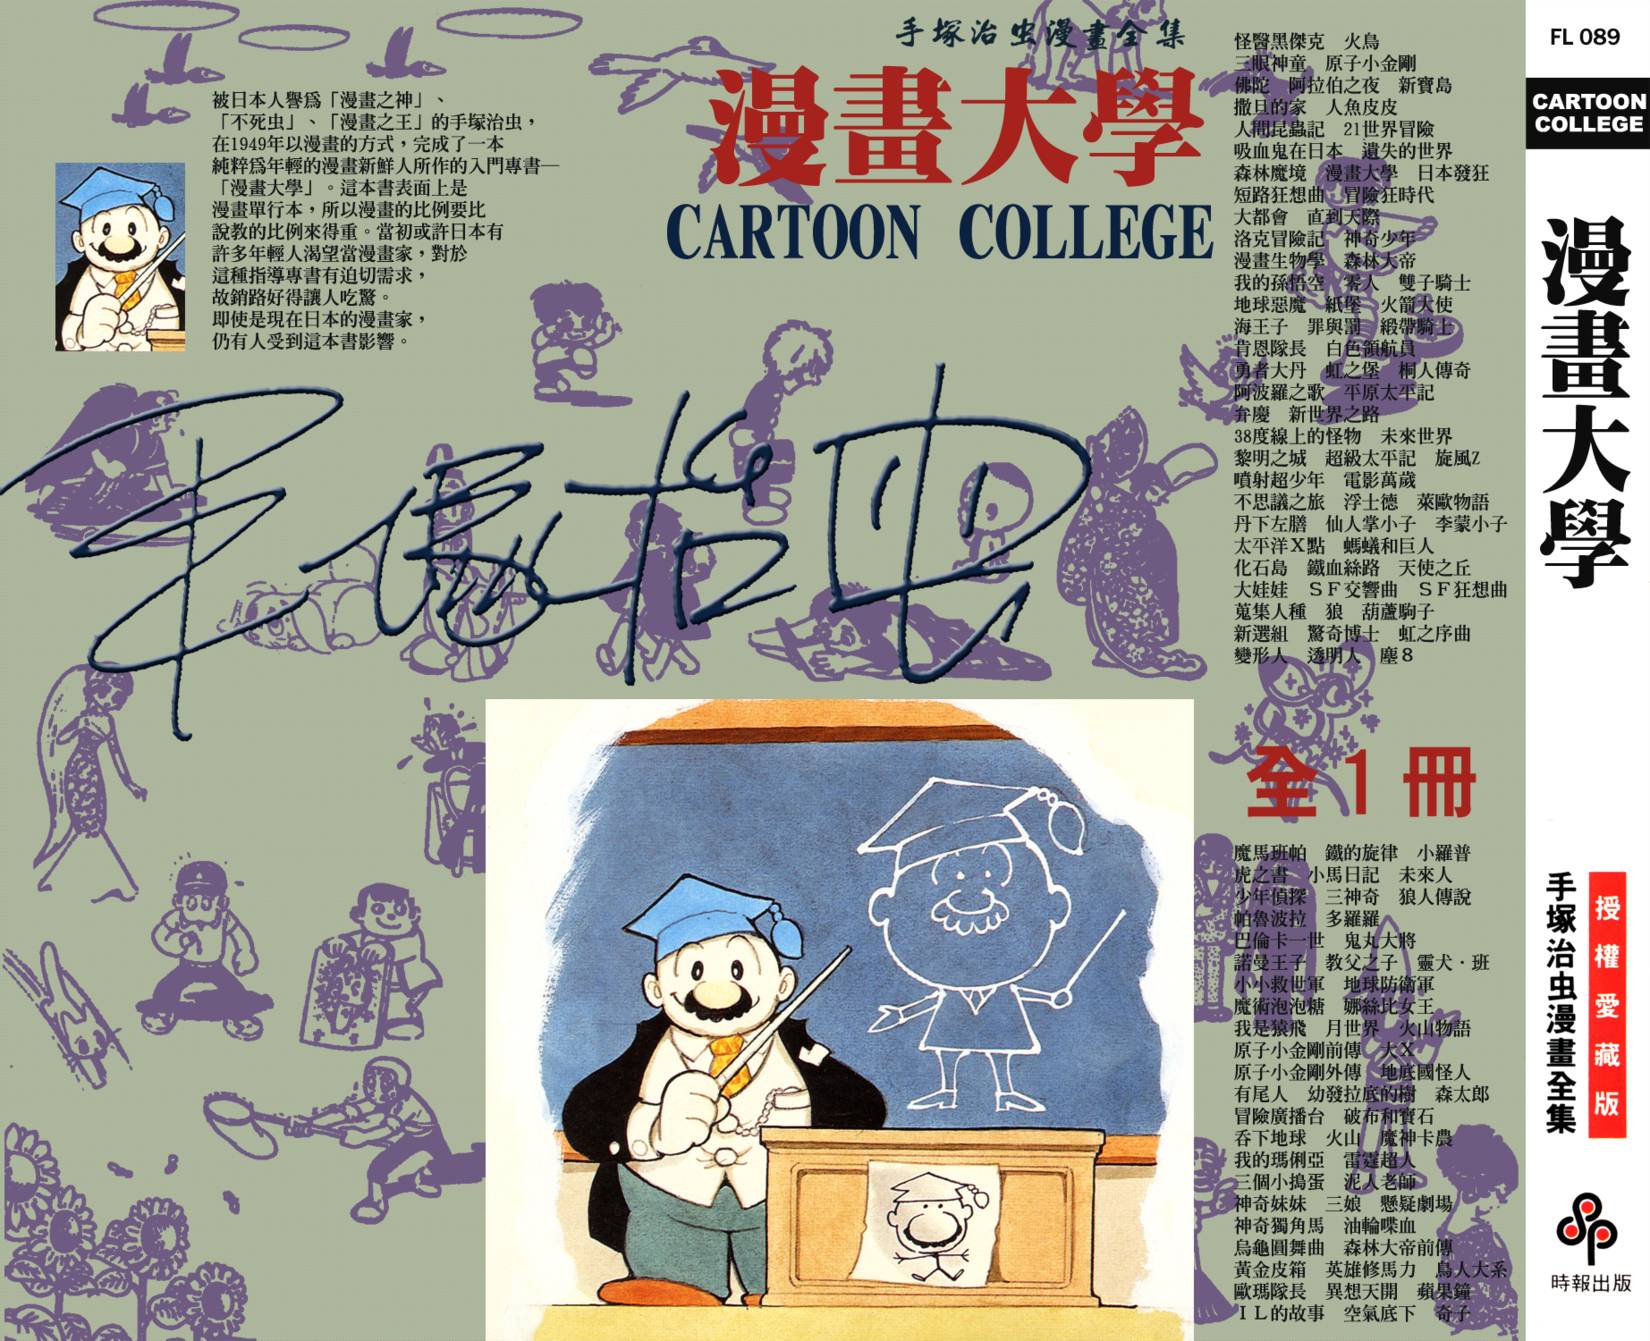 手塚治虫漫畫全集
漫畫大學
CARTOON COLLEGE
被日本人譽爲「漫畫之神」、
「不死虫」、「漫畫之王」的手塚治虫，
在1949年以漫畫的方式，完成了一本
純粹爲年輕的漫畫新鮮人所作的入門專書—
「漫畫大學」。這本書表面上是
漫畫單行本，所以漫畫的比例要比
說教的比例來得重。當初或許日本有
許多年輕人渴望當漫畫家，對於
這種指導專書有迫切需求，
故銷路好得讓人吃驚。
即使是現在日本的漫畫家，
仍有人受到這本書影響。
怪醫黑傑克　火鳥
三眼神童　原子小金剛
佛陀　阿拉伯之夜　新寶島
撒旦的家　人魚皮皮
人間昆蟲記　21世界冒險
吸血鬼在日本　遺失的世界
森林魔境　漫畫大學　日本發狂
短路狂想曲　冒險狂時代
大都會　直到天際
洛克冒險記　神奇少年
漫畫生物學　森林大帝
我的孫悟空　零人　雙子騎士
地球惡魔　紙堡　火箭大使
海王子　罪與罰　緞帶騎士
肯恩隊長　白色領航員
勇者大丹　虹之堡　桐人傳奇
阿波羅之歌　平原太平記
弁慶　新世界之路
38度線上的怪物　未來世界
黎明之城　超級太平記　旋風Z
噴射超少年　電影萬歲
不思議之旅　浮士德　萊歐物語
丹下左膳　仙人掌小子　李蒙小子
太平洋Ｘ點　螞蟻和巨人
化石島　鐵血絲路　天使之丘
大娃娃　ＳＦ交響曲　ＳＦ狂想曲
蒐集人種　狼　葫蘆駒子
新選組　驚奇博士　虹之序曲
變形人　透明人　塵８
全1冊
魔馬班帕　鐵的旋律　小羅普
虎之書　小馬日記　未來人
少年偵探　三神奇　狼人傳說
帕魯波拉　多羅羅
巴倫卡一世　鬼丸大將
諾曼王子　教父之子　靈犬・班
小小救世軍　地球防衛軍
魔術泡泡糖　娜絲比女王
我是猿飛　月世界　火山物語
原子小金剛前傳　大Ｘ
原子小金剛外傳　地底國怪人
有尾人　幼發拉底的樹　森太郎
冒險廣播台　破布和寶石
吞下地球　火山　魔神卡農
我的瑪俐亞　雷霆超人
三個小搗蛋　泥人老師
神奇妹妹　三娘　懸疑劇場
神奇獨角馬　油輪喋血
烏龜圓舞曲　森林大帝前傳
黃金皮箱　英雄修馬力　鳥人大系
歐瑪隊長　異想天開　蘋果鐘
ＩＬ的故事　空氣底下　奇子
FL 089
CARTOON
COLLEGE
漫畫大學
手塚治虫漫畫全集
授權愛藏版
時報出版